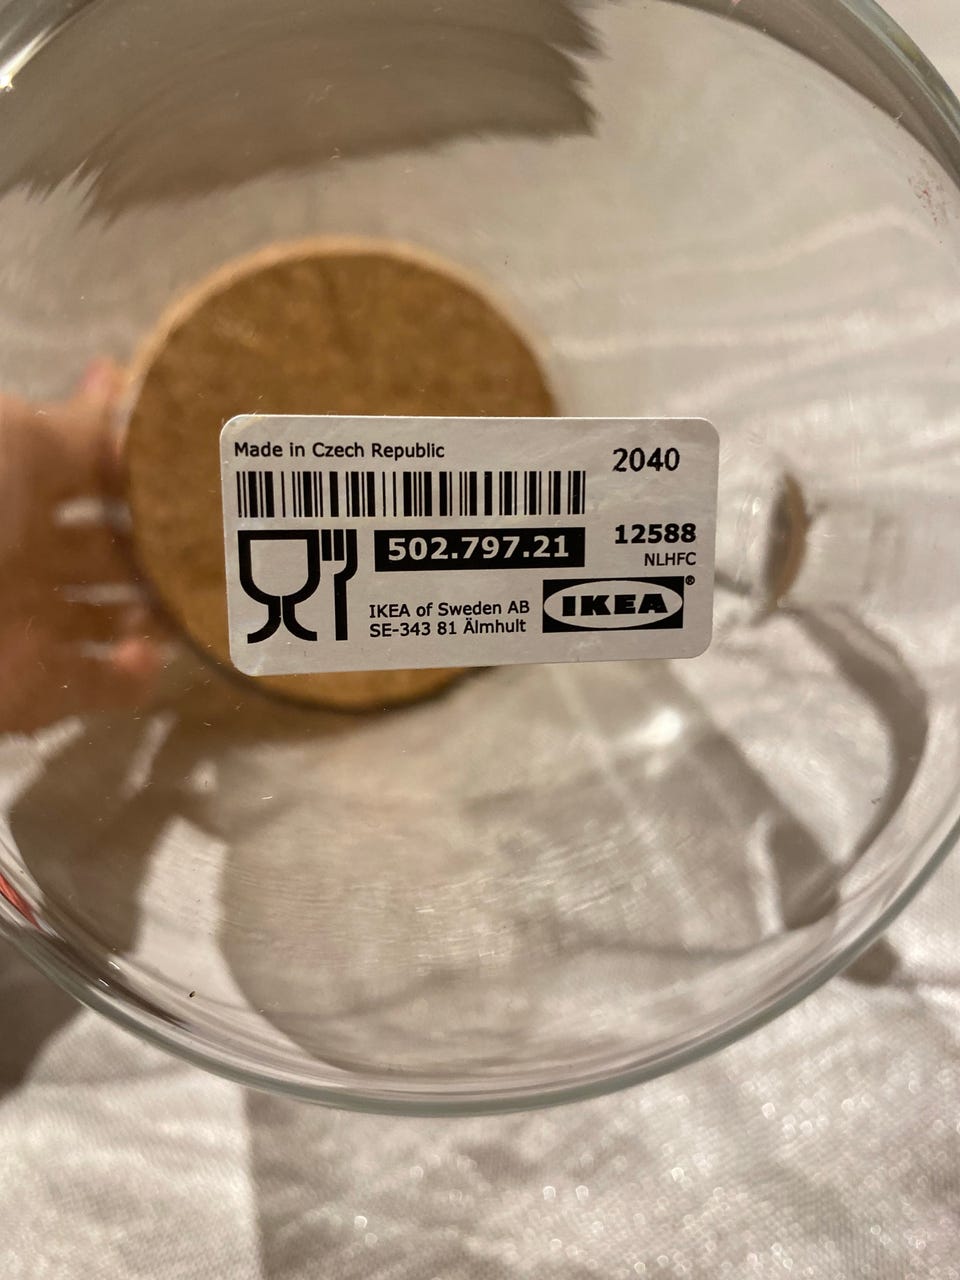 Made in Czech Republic
2040
502.797.21
12588
NLHFC
IKEA of Sweden AB
SE-343 81 Älmhult
IKEA®